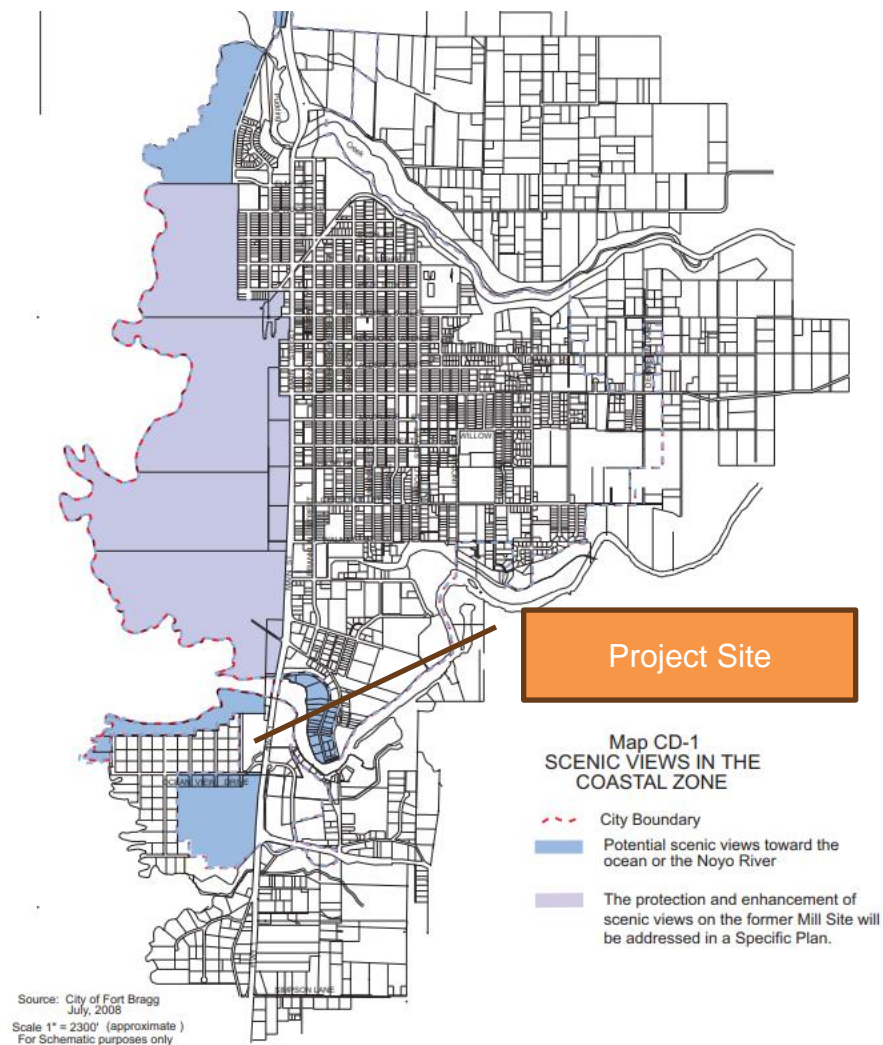 Pudding
Creek
WILLOW
OCEAN VIEW DRIVE
SIMPSON LANE
Project Site
Map CD-1
SCENIC VIEWS IN THE
COASTAL ZONE
City Boundary
Potential scenic views toward the
ocean or the Noyo River
The protection and enhancement of
scenic views on the former Mill Site will
be addressed in a Specific Plan.
Source: City of Fort Bragg
July, 2008
Scale 1" = 2300' (approximate )
For Schematic purposes only